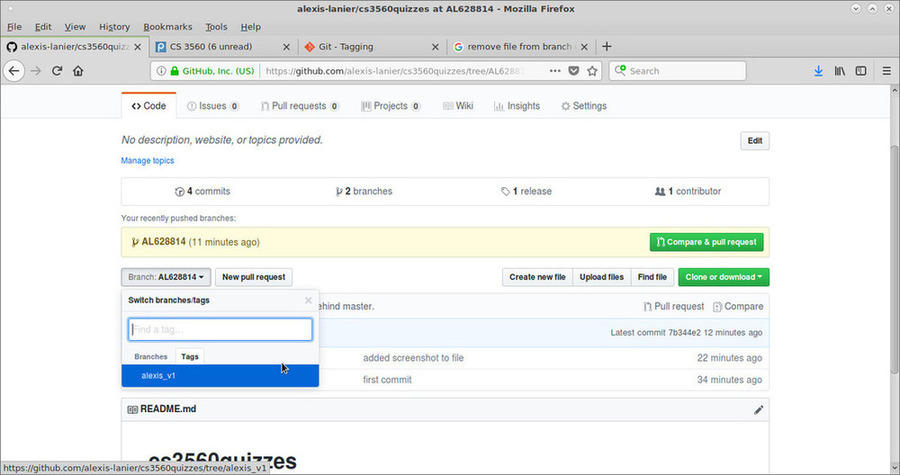 alexis-lanier/cs3560quizzes at AL628814 - Mozilla Firefox
File Edit View History Bookmarks Tools Help
alexis-lanier/cs3560quizz CS 3560 (6 unread) Git - Tagging remove file from branch
GitHub, Inc. (US) https://github.com/alexis-lanier/cs3560quizzes/tree/AL62881 Search
Code Issues 0 Pull requests 0 Projects 0 Wiki Insights Settings
No description, website, or topics provided. Edit
Manage topics
4 commits 2 branches 1 release 1 contributor
Your recently pushed branches:
AL628814 (11 minutes ago) Compare & pull request
Branch: AL628814 New pull request Create new file Upload files Find file Clone or download
Switch branches/tags
ehind master. Pull request Compare
Find a tag...
Latest commit 7b344e2 12 minutes ago
Branches Tags added screenshot to file 22 minutes ago
alexis_v1 first commit 34 minutes ago
README.md
cs3560quizzes
https://github.com/alexis-lanier/cs3560quizzes/tree/alexis_v1